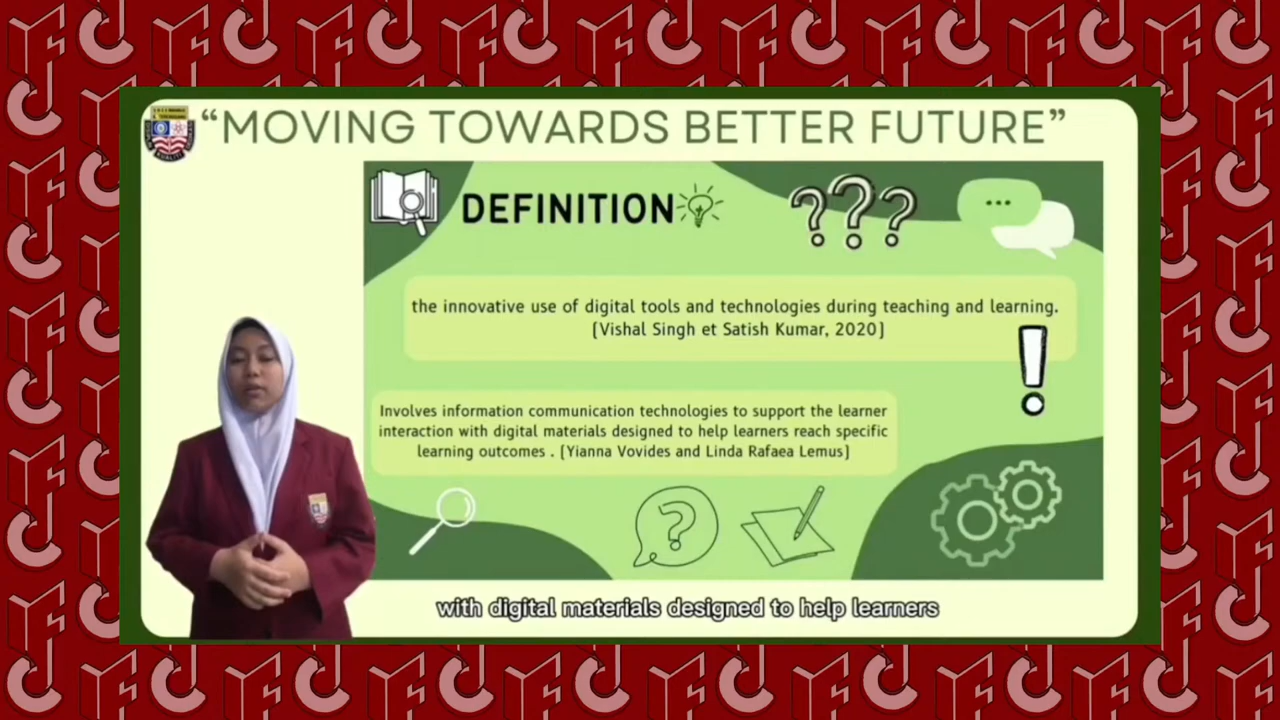 “MOVING TOWARDS BETTER FUTURE”
DEFINITION
the innovative use of digital tools and technologies during teaching and learning.
[Vishal Singh et Satish Kumar, 2020]
Involves information communication technologies to support the learner
interaction with digital materials designed to help learners reach specific
learning outcomes . [Yianna Vovides and Linda Rafaea Lemus]
with digital materials designed to help learners